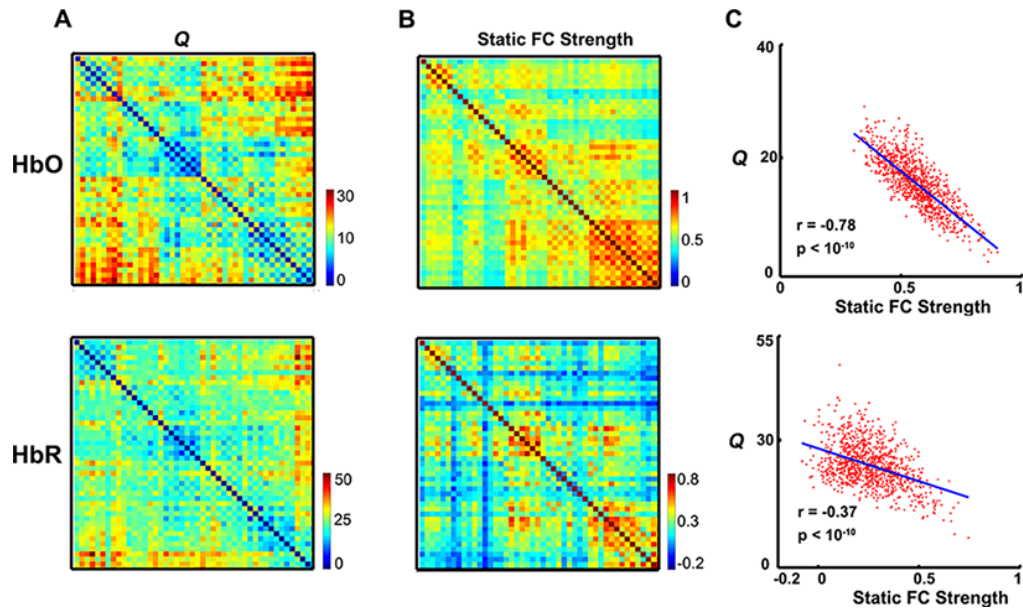 A
B
C
Q
Static FC Strength
HbO
30
10
0
1
0.5
0
40
20
0
Q
r = -0.78
p < 10⁻¹⁰
0.5
1
Static FC Strength
HbR
50
25
0
0.8
0.3
-0.2
55
30
0
Q
r = -0.37
p < 10⁻¹⁰
-0.2
0
0.5
1
Static FC Strength